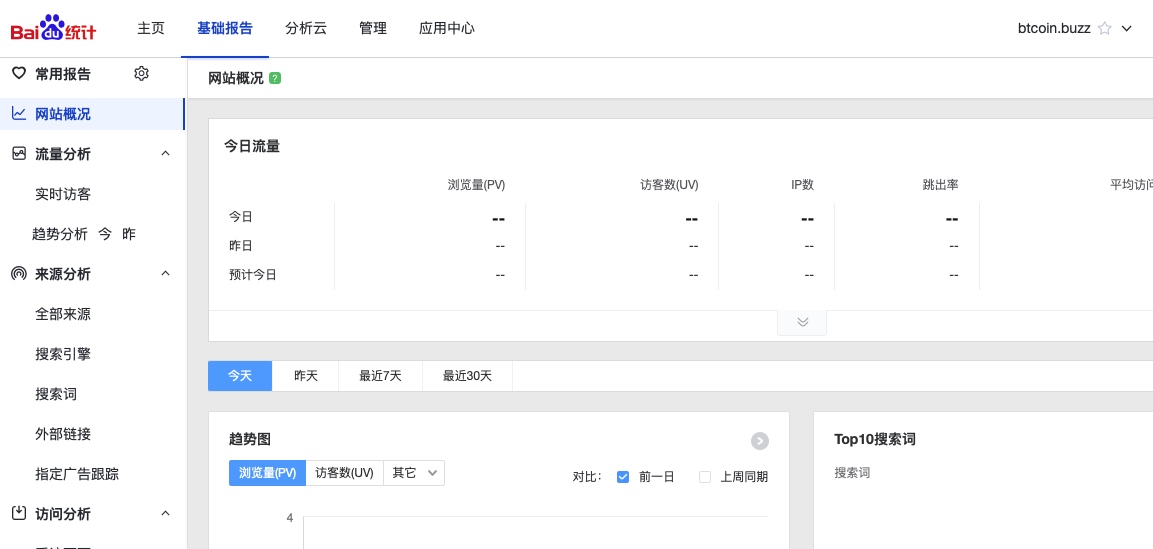 Baidu统计 主页 基础报告 分析云 管理 应用中心 btcoin.buzz
常用报告
网站概况
流量分析
实时访客
趋势分析 今 昨
来源分析
全部来源
搜索引擎
搜索词
外部链接
指定广告跟踪
访问分析
网站概况 ?
今日流量
浏览量(PV) 访客数(UV) IP数 跳出率 平均访问
今日 -- -- -- --
昨日 -- -- -- --
预计今日 -- -- -- --
今天 昨天 最近7天 最近30天
趋势图
浏览量(PV) 访客数(UV) 其它 对比: 前一日 上周同期
4
Top10搜索词
搜索词